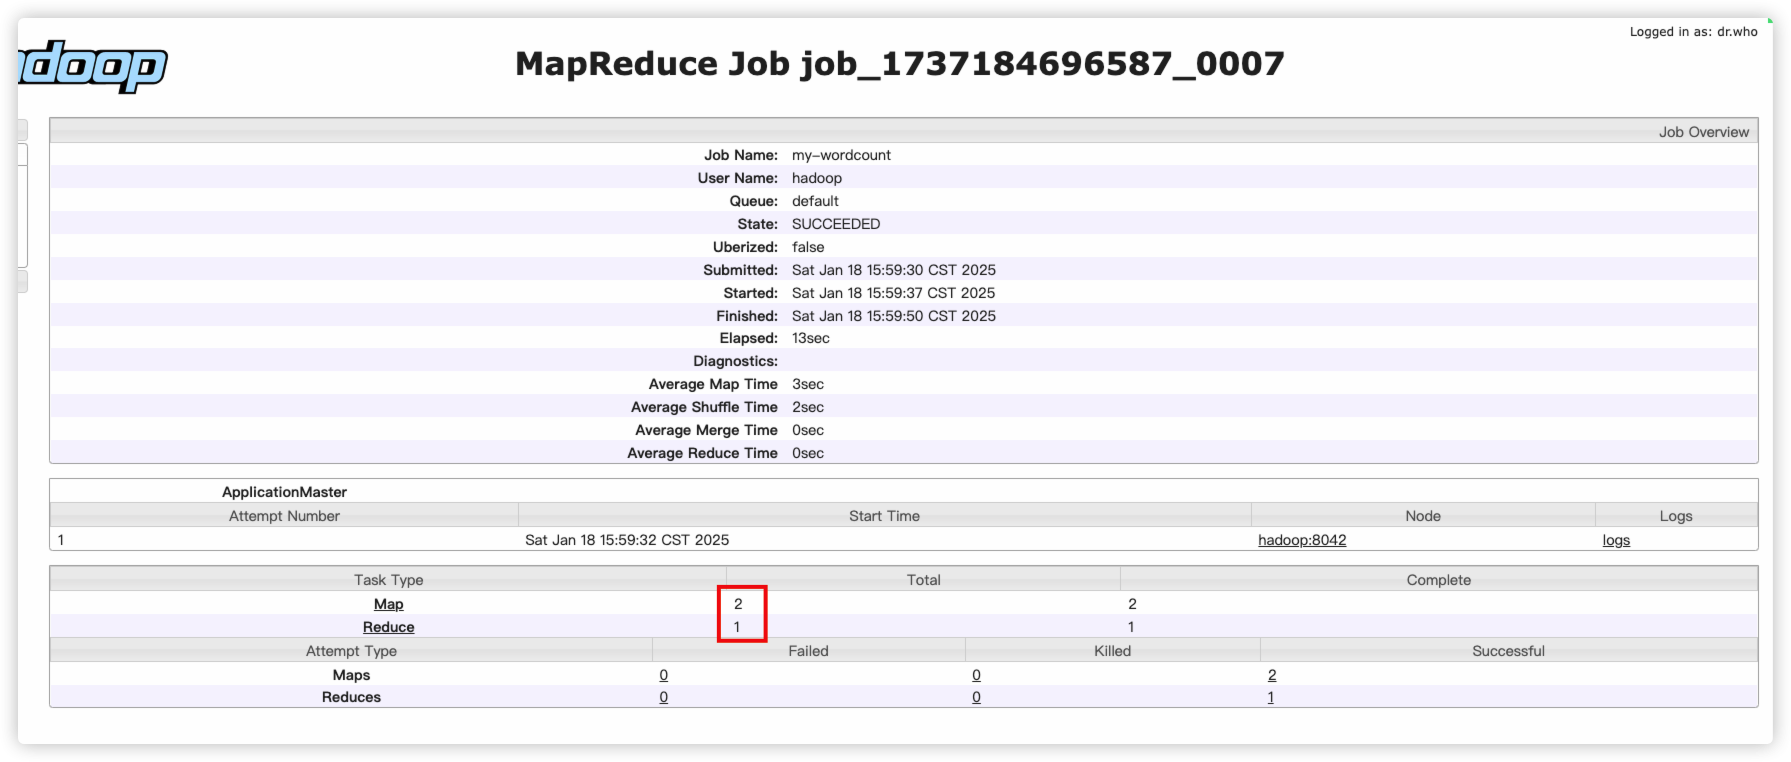 Logged in as: dr.who
adoop
MapReduce Job job_1737184696587_0007
Job Overview
Job Name: my-wordcount
User Name: hadoop
Queue: default
State: SUCCEEDED
Uberized: false
Submitted: Sat Jan 18 15:59:30 CST 2025
Started: Sat Jan 18 15:59:37 CST 2025
Finished: Sat Jan 18 15:59:50 CST 2025
Elapsed: 13sec
Diagnostics:
Average Map Time 3sec
Average Shuffle Time 2sec
Average Merge Time 0sec
Average Reduce Time 0sec
ApplicationMaster
Attempt Number Start Time Node Logs
1 Sat Jan 18 15:59:32 CST 2025 hadoop:8042 logs
Task Type Total Complete
Map 2 2
Reduce 1 1
Attempt Type Failed Killed Successful
Maps 0 0 2
Reduces 0 0 1